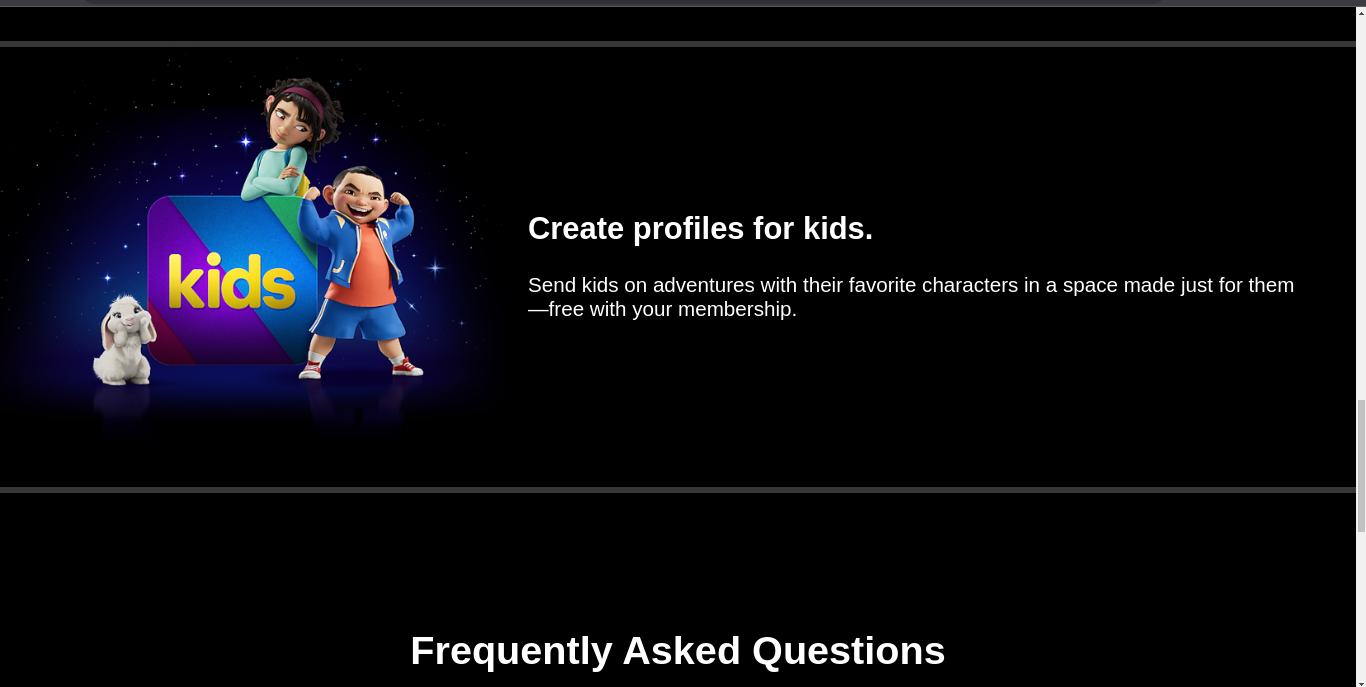 kids
Create profiles for kids.
Send kids on adventures with their favorite characters in a space made just for them
—free with your membership.
Frequently Asked Questions